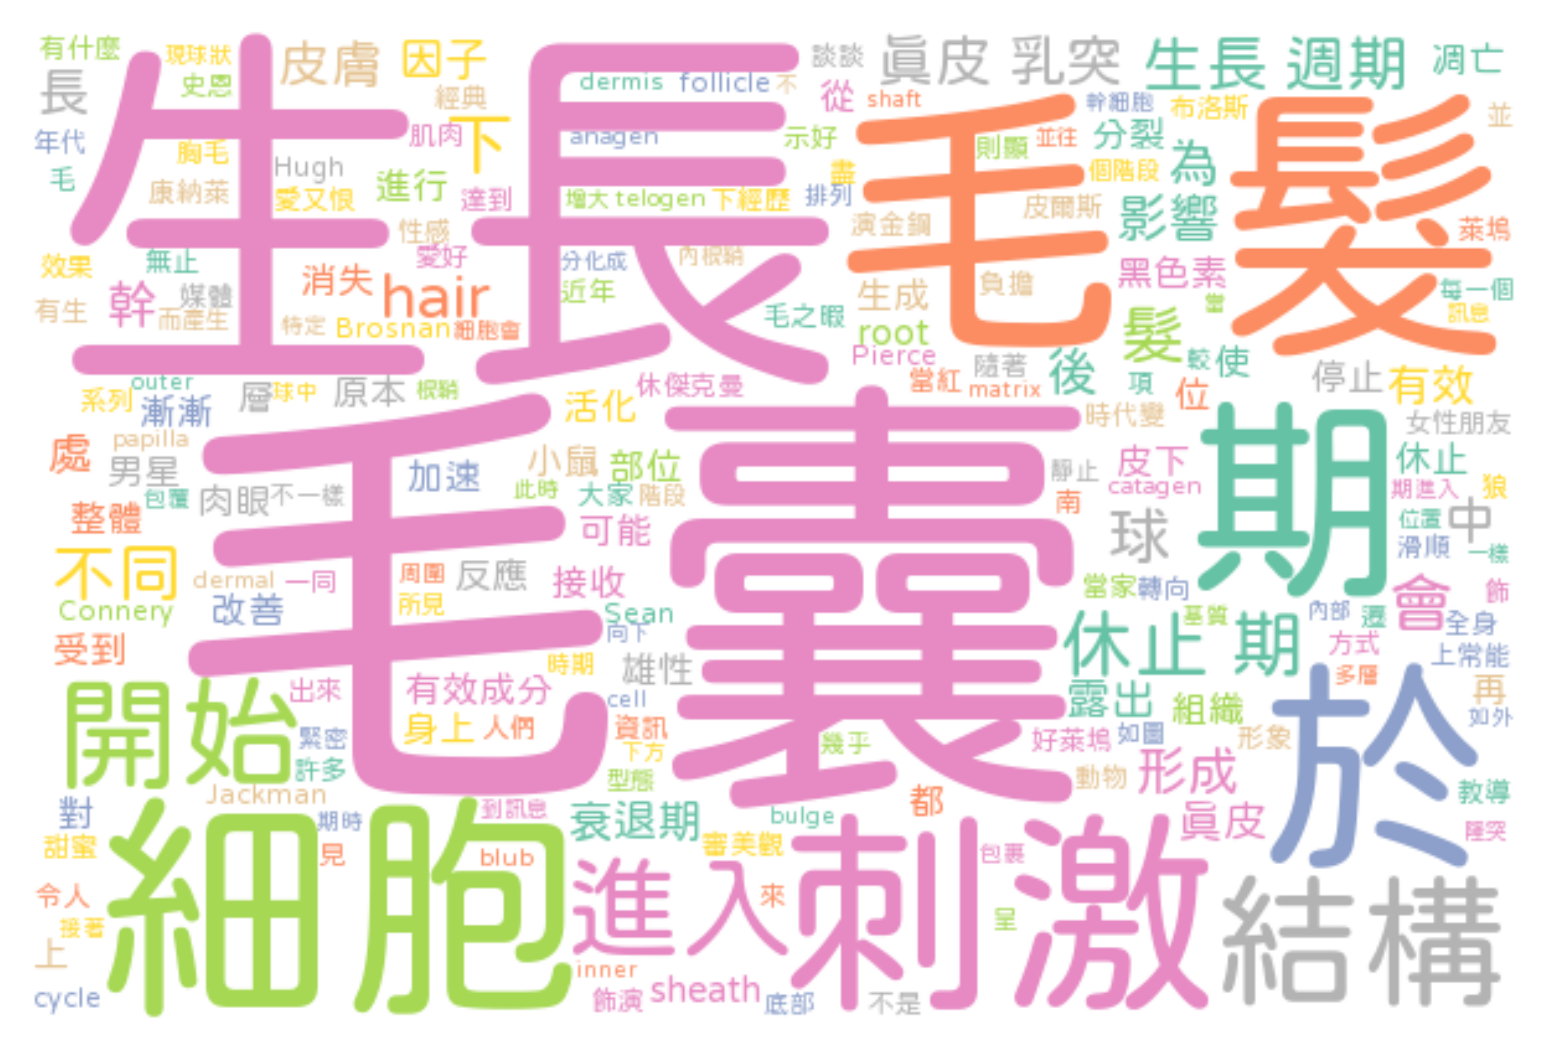 有什麼
現球狀
皮膚
因子
生長
談談
眞皮 乳突
生長 週期
凋亡
長
史恩
經典
dermis
follicle
不
從
shaft
幹細胞
布洛斯
並
年代
胸毛
肌肉
下
anagen
示好
毛髮
則顯
並往
分裂
為
毛
康納萊
Hugh
愛又恨
進行
達到
增大
telogen
下經歷
排列
盡
皮爾斯
個階段
影響
演金鋼
萊塢
性感
效果
無止
愛好
分化成
內根鞘
黑色素
每一個
有生
幹
媒體
而產生
消失
hair
近年
生成
負擔
當
訊息
特定
Brosnan
細胞會
毛之暇
root
髮
Pierce
隨著
後
較
使
系列
outer
漸漸
層
球中
原本
根鞘
活化
休傑克曼
當紅
matrix
項
位
停止
有效
papilla
毛囊
時代變
期
女性朋友
處
男星
加速
小鼠
部位
靜止
皮下
休止
包覆
肉眼
不一樣
此時
大家
階段
catagen
期進入
狼
整體
可能
南
球
位置
中
滑順
一樣
不同
dermal
一同
周圍
反應
接收
當家
轉向
會
飾
Connery
改善
所見
Sean
向下
基質
內部
遷
全身
受到
時期
雄性
休止 期
方式
上常能
開始
出來
有效成分
cell
露出
組織
多層
於
再
如外
緊密
身上
人們
資訊
下方
幾乎
好萊塢
如圖
形象
許多
型態
動物
形成
Jackman
教導
對
細胞
期時
到訊息
衰退期
bulge
都
眞皮
隆突
甜蜜
見
blub
審美觀
刺激
包裹
令人
進入
來
結構
接著
呈
上
inner
cycle
飾演
sheath
底部
不是